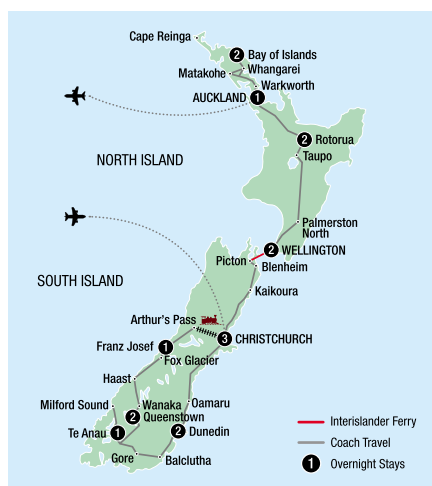 Cape Reinga
2 Bay of Islands
Whangarei
Matakohe
Warkworth
AUCKLAND 1
2 Rotorua
Taupo
NORTH ISLAND
Palmerston
North
2 WELLINGTON
Picton
Blenheim
SOUTH ISLAND
Kaikoura
Arthur's Pass
3 CHRISTCHURCH
Franz Josef 1
Fox Glacier
Haast
Milford Sound
Wanaka
Oamaru
2 Queenstown
Te Anau 1
2 Dunedin
Gore
Balclutha
Interislander Ferry
Coach Travel
1 Overnight Stays